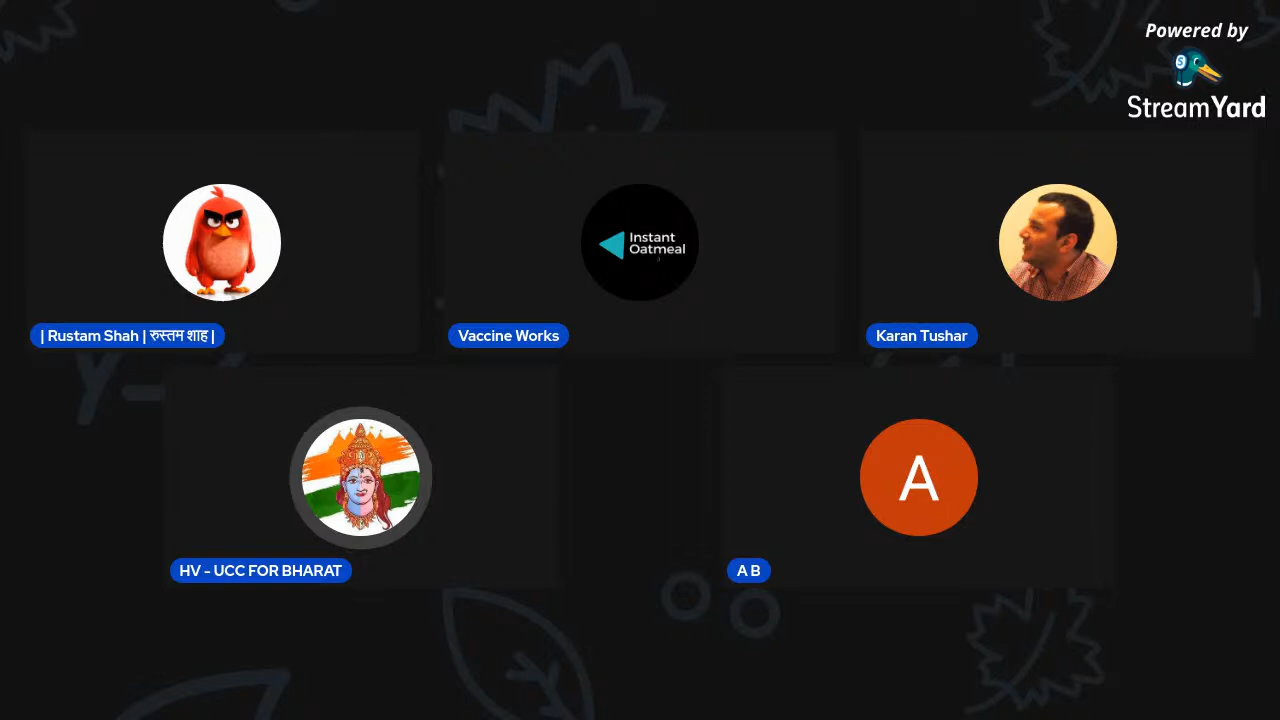 Powered by
StreamYard
Instant
Oatmeal
| Rustam Shah | रुस्तम शाह |
Vaccine Works
Karan Tushar
A
HV - UCC FOR BHARAT
A B